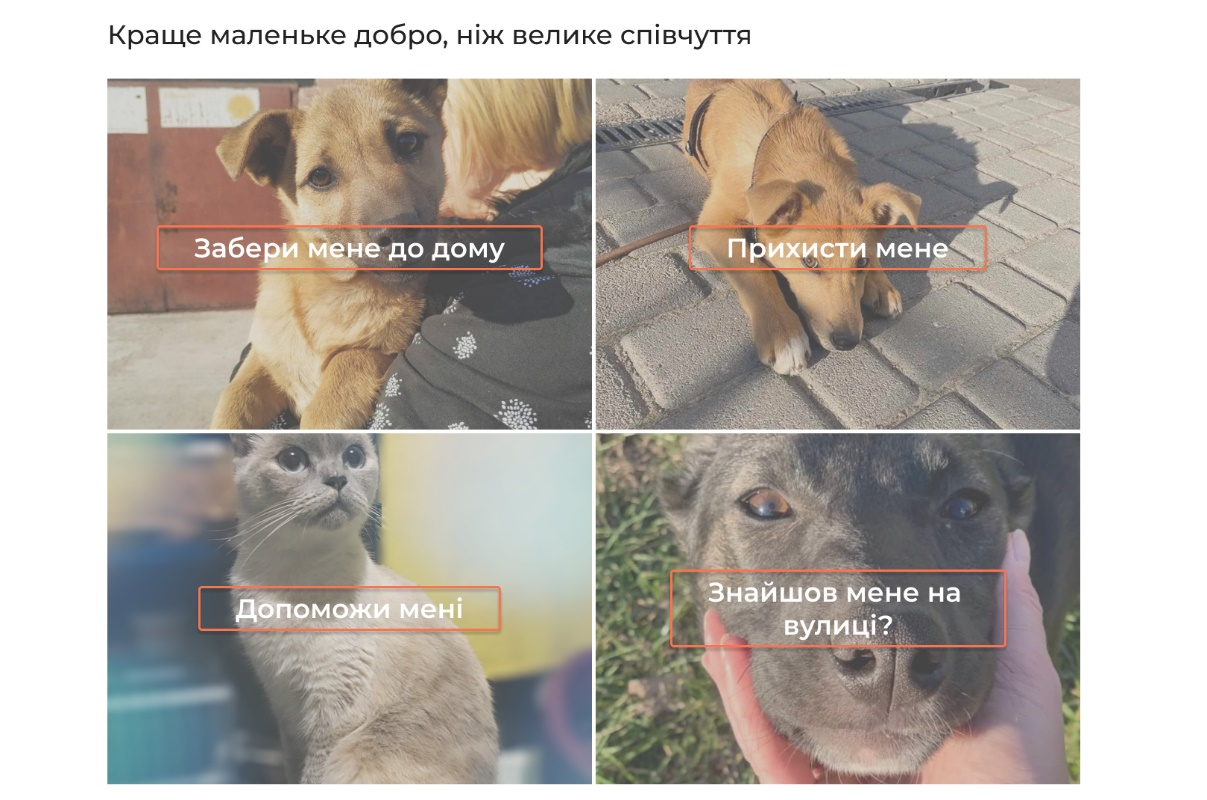 Краще маленьке добро, ніж велике співчуття
Забери мене до дому
Прихисти мене
Допоможи мені
Знайшов мене на
вулиці?